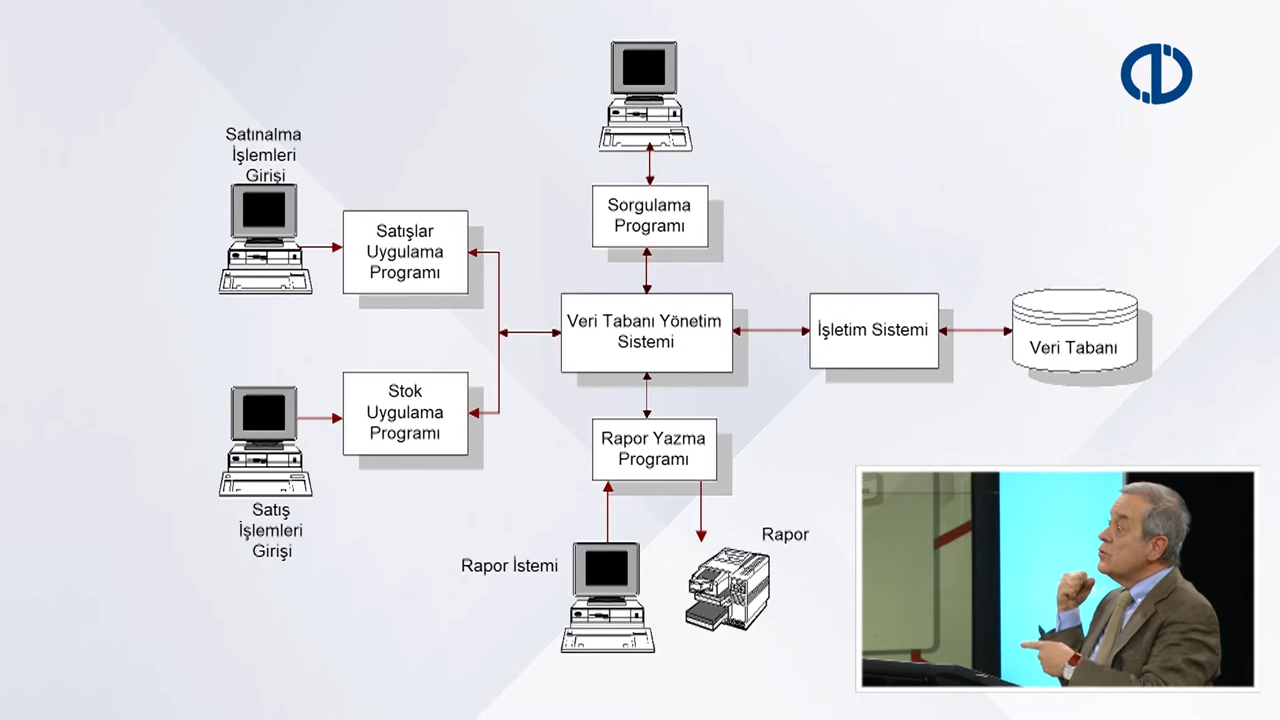 Satınalma
İşlemleri
Girişi
Satışlar
Uygulama
Programı
Sorgulama
Programı
Veri Tabanı Yönetim
Sistemi
İşletim Sistemi
Veri Tabanı
Stok
Uygulama
Programı
Satış
İşlemleri
Girişi
Rapor Yazma
Programı
Rapor İstemi
Rapor